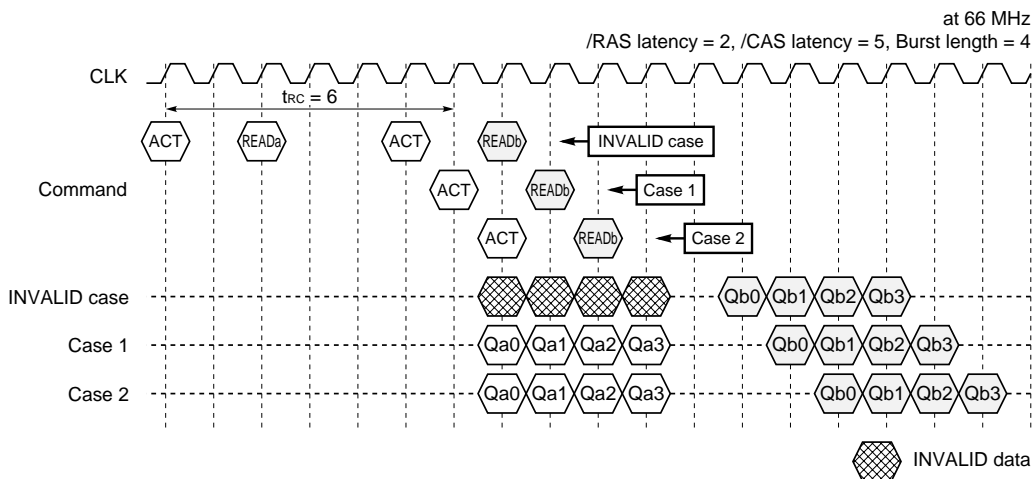 at 66 MHz
/RAS latency = 2, /CAS latency = 5, Burst length = 4
CLK
tRC = 6
ACT READa ACT READb INVALID case
Command ACT READb Case 1
ACT READb Case 2
INVALID case Qb0 Qb1 Qb2 Qb3
Case 1 Qa0 Qa1 Qa2 Qa3 Qb0 Qb1 Qb2 Qb3
Case 2 Qa0 Qa1 Qa2 Qa3 Qb0 Qb1 Qb2 Qb3
INVALID data